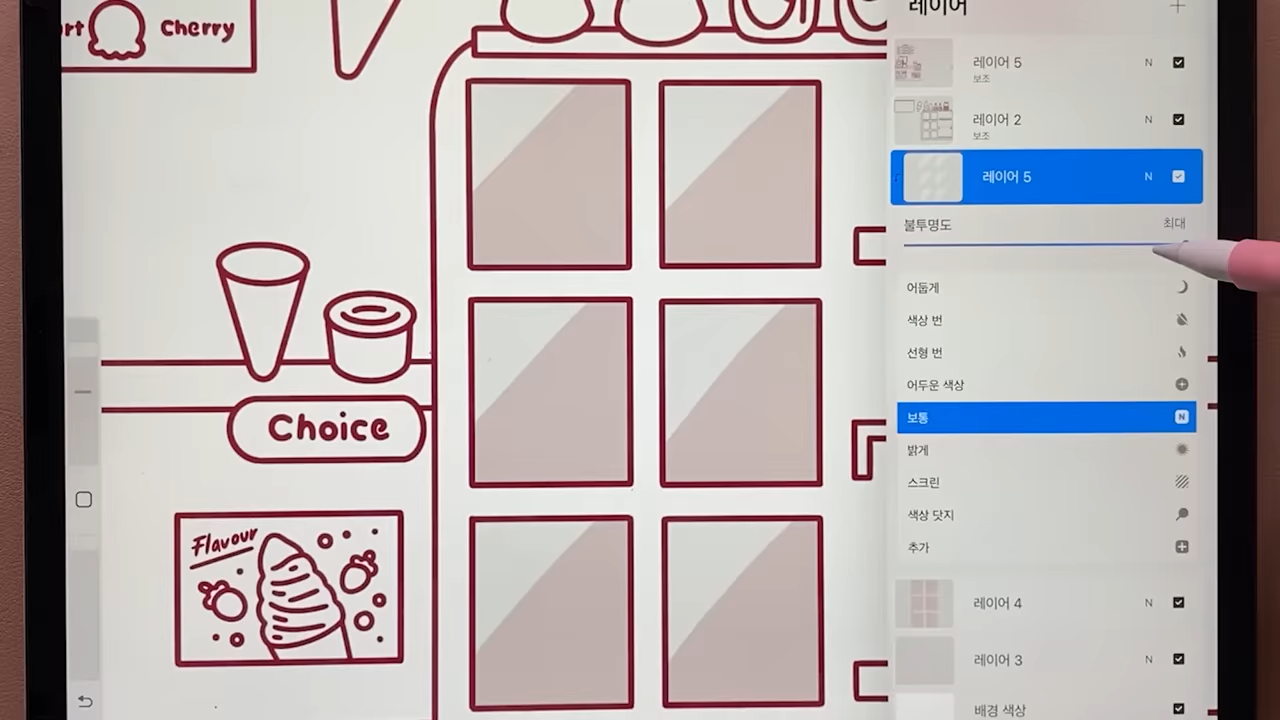 rt Cherry
레이어
레이어 5 N
보조
레이어 2 N
보조
레이어 5 N
불투명도 최대
어둡게
색상 번
선형 번
어두운 색상
보통 N
밝게
스크린
색상 닷지
추가
레이어 4 N
레이어 3 N
배경 색상
Choice
Flavour